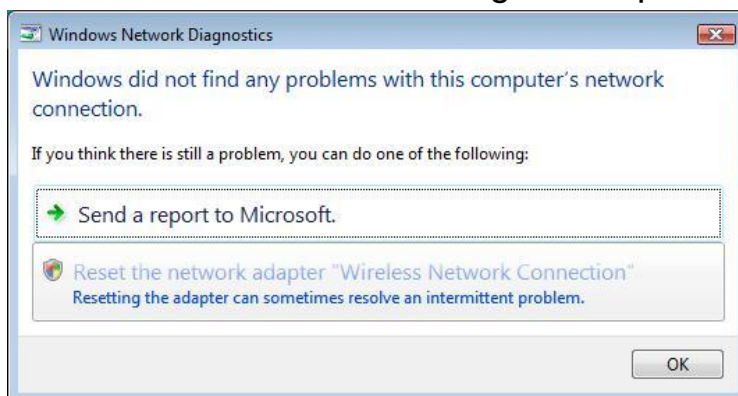 Windows Network Diagnostics
Windows did not find any problems with this computer's network
connection.
If you think there is still a problem, you can do one of the following:
Send a report to Microsoft.
Reset the network adapter "Wireless Network Connection"
Resetting the adapter can sometimes resolve an intermittent problem.
OK